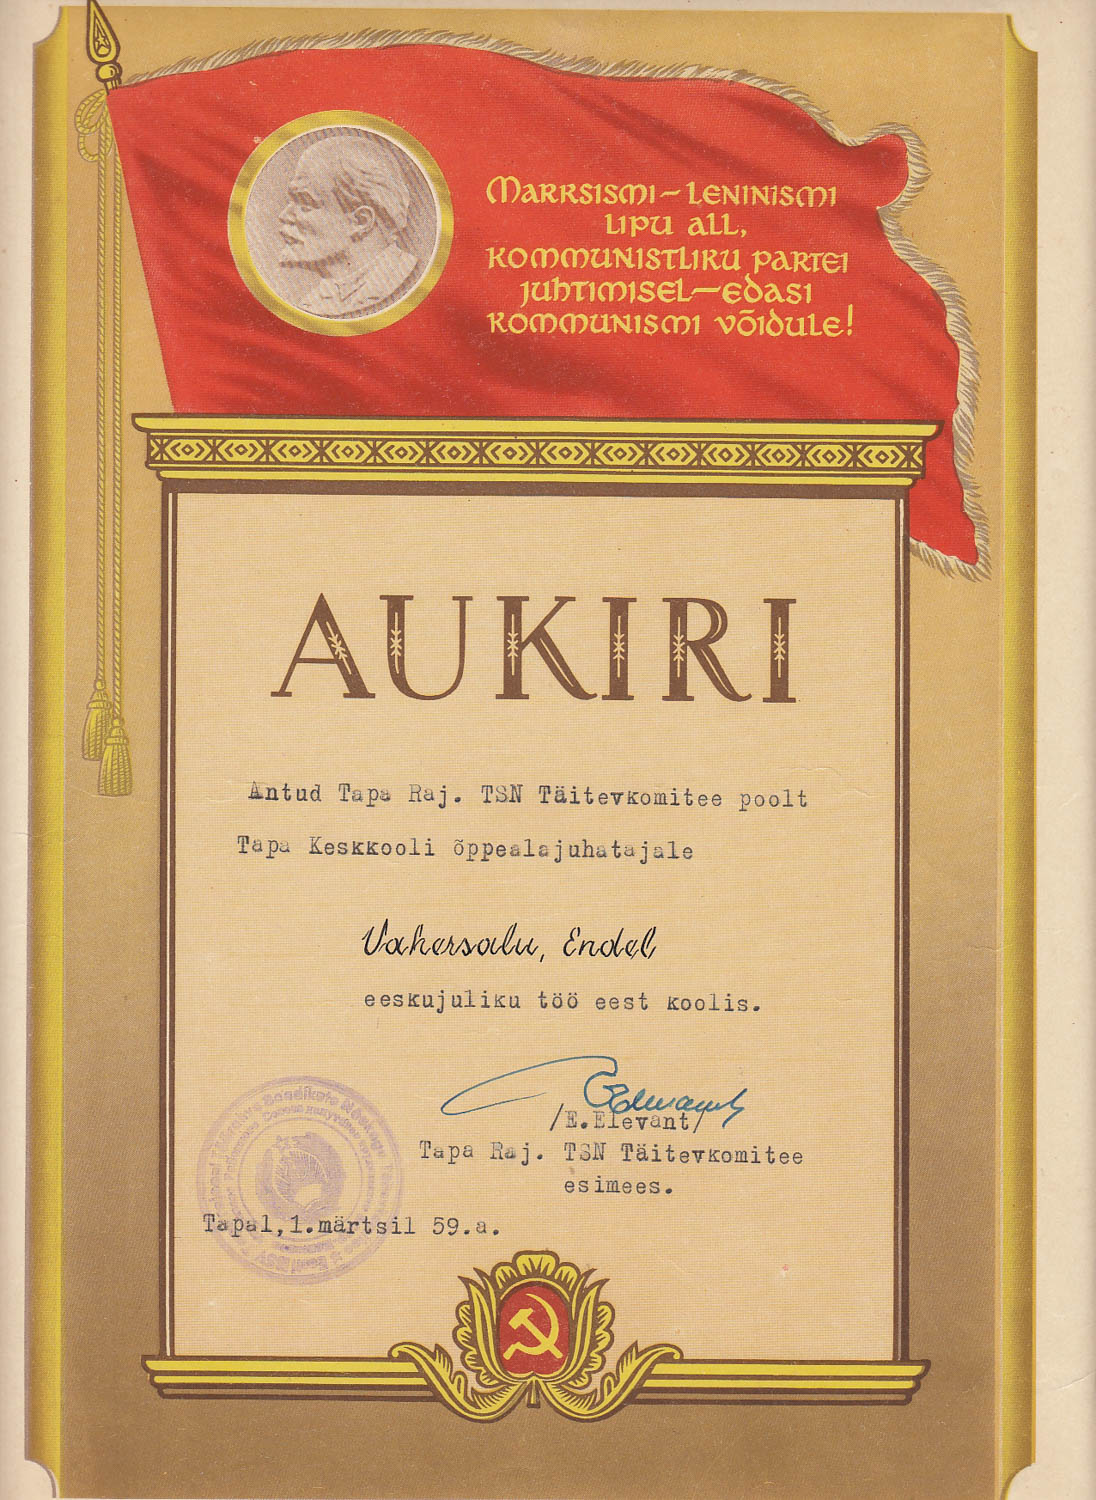 Marksismi–Leninismi
lipu all,
kommunistliku partei
juhtimisel–edasi
kommunismi võidule!
AUKIRI
Antud Tapa Raj. TSN Täitevkomitee poolt
Tapa Keskkooli õppealajuhatajale
Vahersalu, Endel
eeskujuliku töö eest koolis.
/E.Elevant/
Tapa Raj. TSN Täitevkomitee
esimees.
Tapal,1.märtsil 59.a.